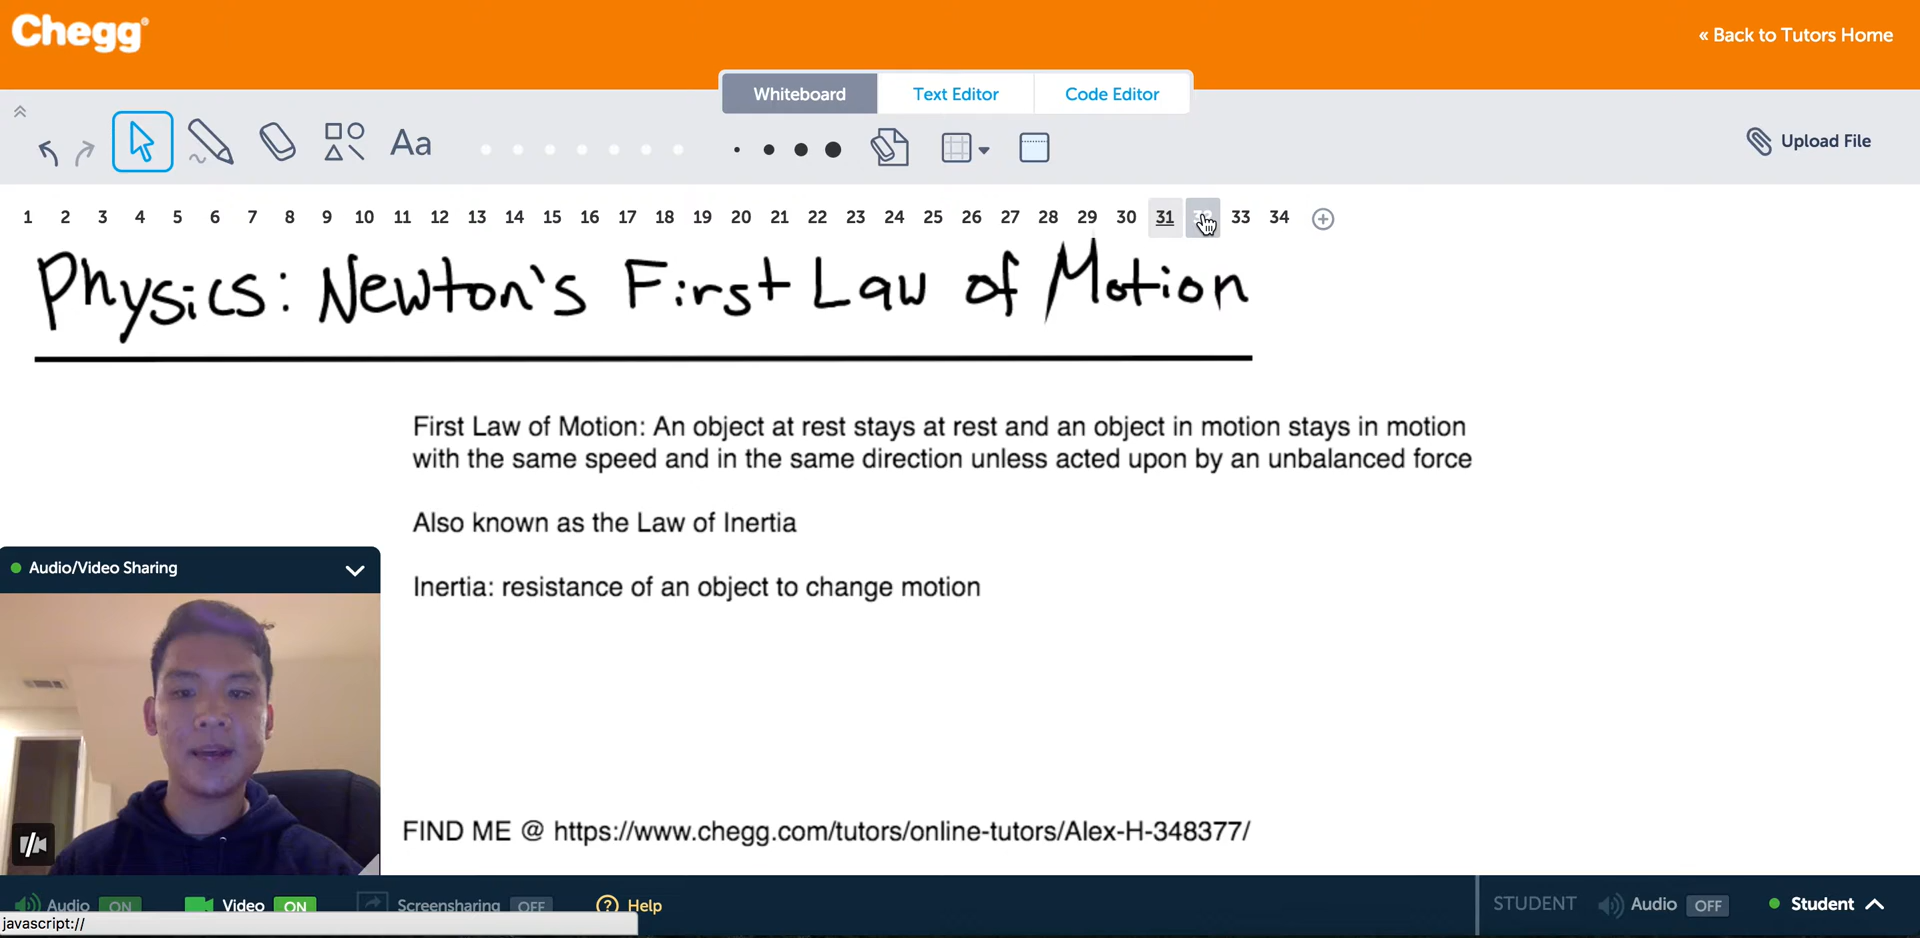 Chegg
« Back to Tutors Home
Whiteboard Text Editor Code Editor
Aa
Upload File
1 2 3 4 5 6 7 8 9 10 11 12 13 14 15 16 17 18 19 20 21 22 23 24 25 26 27 28 29 30 31 33 34
Physics: Newton's First Law of Motion
First Law of Motion: An object at rest stays at rest and an object in motion stays in motion
with the same speed and in the same direction unless acted upon by an unbalanced force
Also known as the Law of Inertia
Inertia: resistance of an object to change motion
Audio/Video Sharing
FIND ME @ https://www.chegg.com/tutors/online-tutors/Alex-H-348377/
Audio ON Video ON Screensharing OFF Help STUDENT Audio OFF Student
javascript://